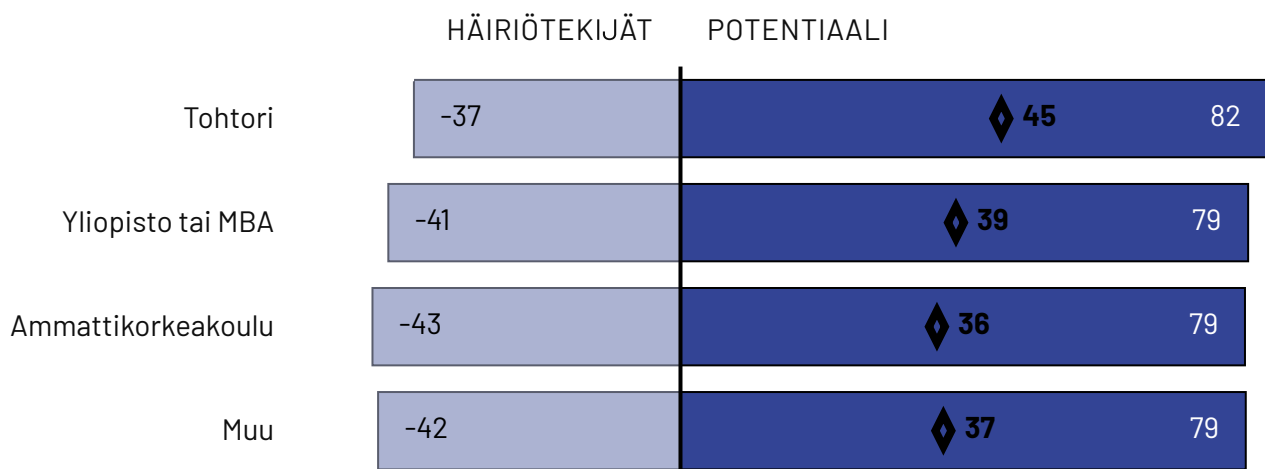 HÄIRIÖTEKIJÄT POTENTIAALI
Tohtori -37 45 82
Yliopisto tai MBA -41 39 79
Ammattikorkeakoulu -43 36 79
Muu -42 37 79